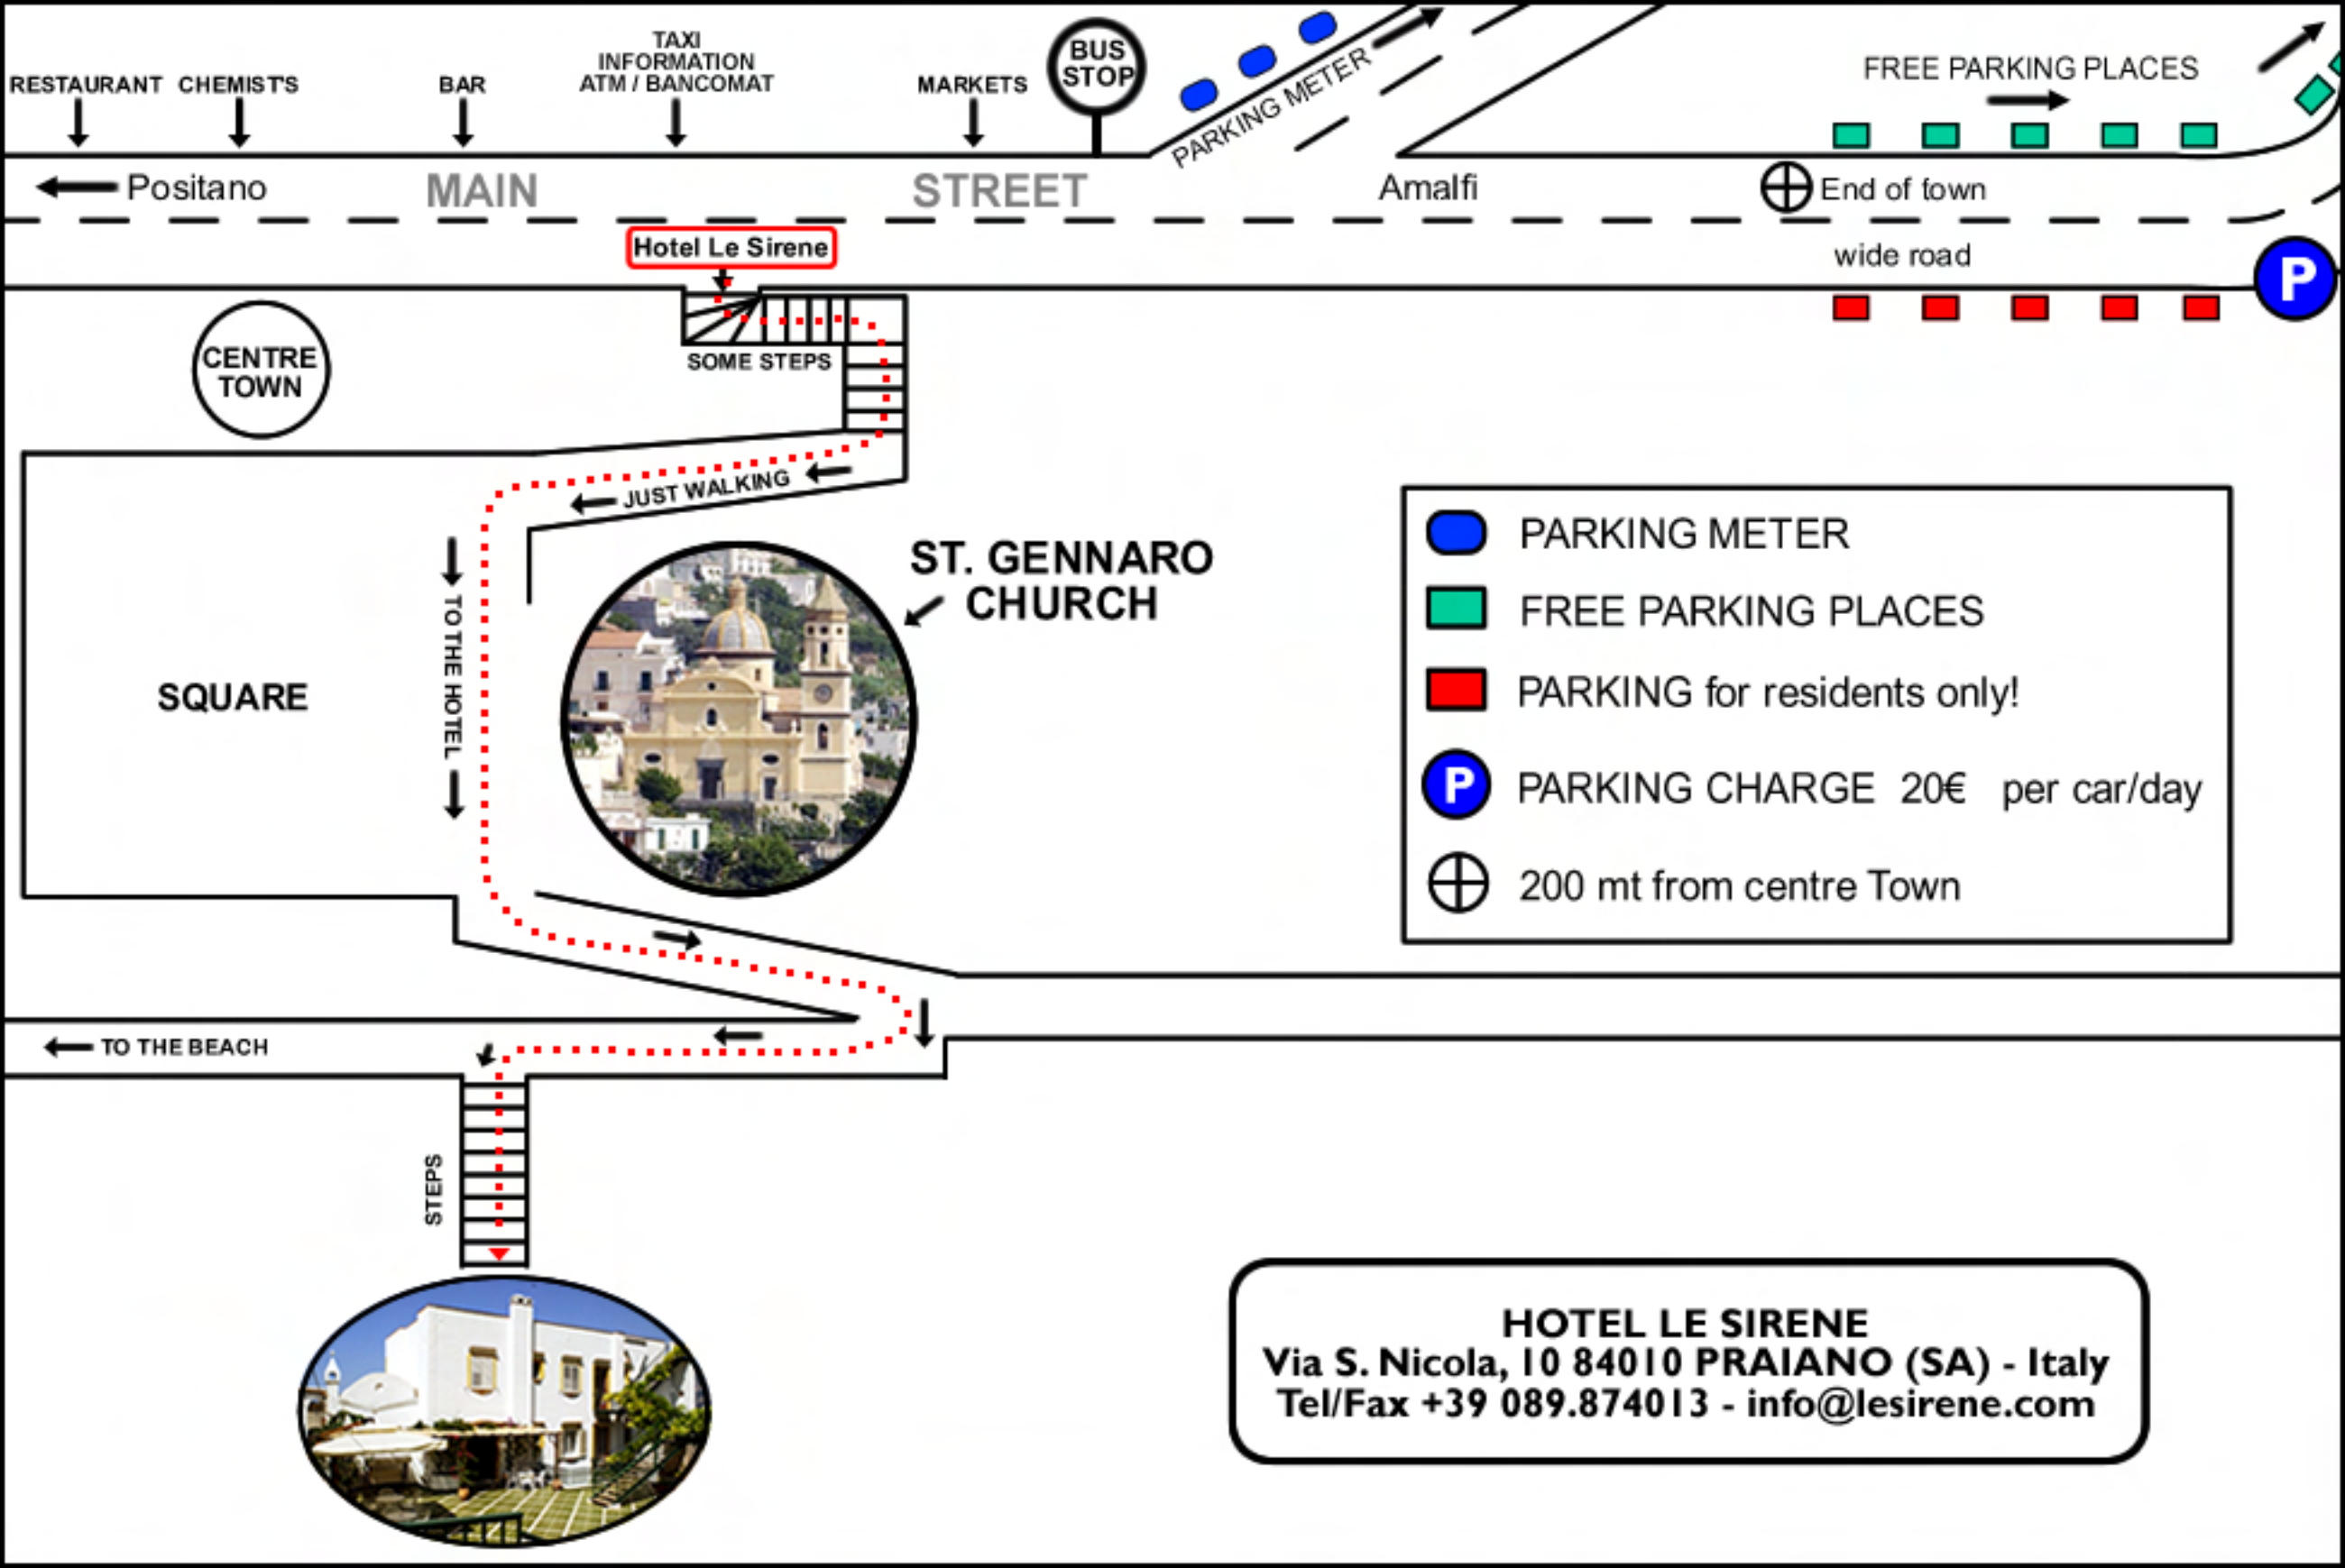 RESTAURANT
CHEMIST'S
BAR
TAXI
INFORMATION
ATM / BANCOMAT
MARKETS
BUS
STOP
PARKING METER
FREE PARKING PLACES
Positano
MAIN
STREET
Amalfi
End of town
Hotel Le Sirene
wide road
P
SOME STEPS
CENTRE
TOWN
JUST WALKING
ST. GENNARO
CHURCH
TO THE HOTEL
SQUARE
PARKING METER
FREE PARKING PLACES
PARKING for residents only!
P PARKING CHARGE 20€ per car/day
200 mt from centre Town
TO THE BEACH
STEPS
HOTEL LE SIRENE
Via S. Nicola, 10 84010 PRAIANO (SA) - Italy
Tel/Fax +39 089.874013 - info@lesirene.com